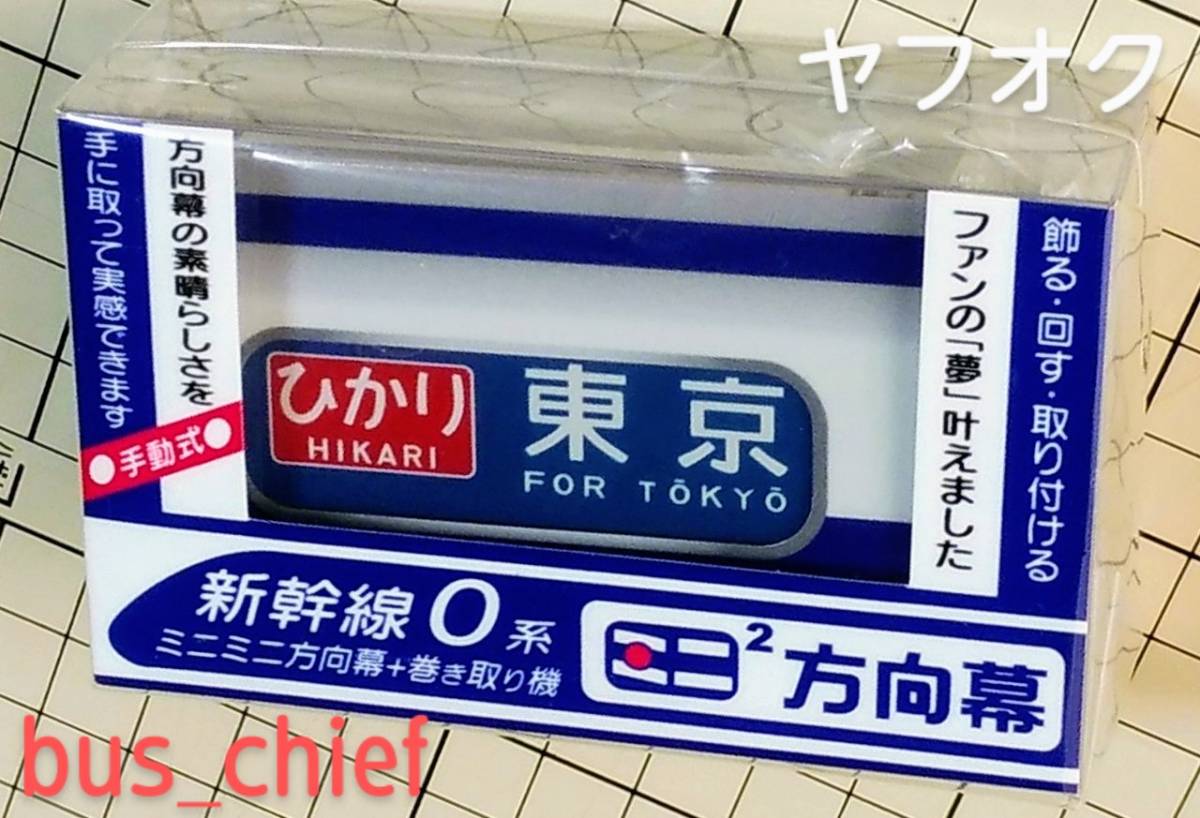 ヤフオク
飾る・回す・取り付ける
ファンの「夢」叶えました
方向幕の素晴らしさを
手に取って実感できます
●手動式●
ひかり
HIKARI
東京
FOR TŌKYŌ
新幹線0系
ミニミニ方向幕+巻き取り機
ミニ2 方向幕
bus_chief